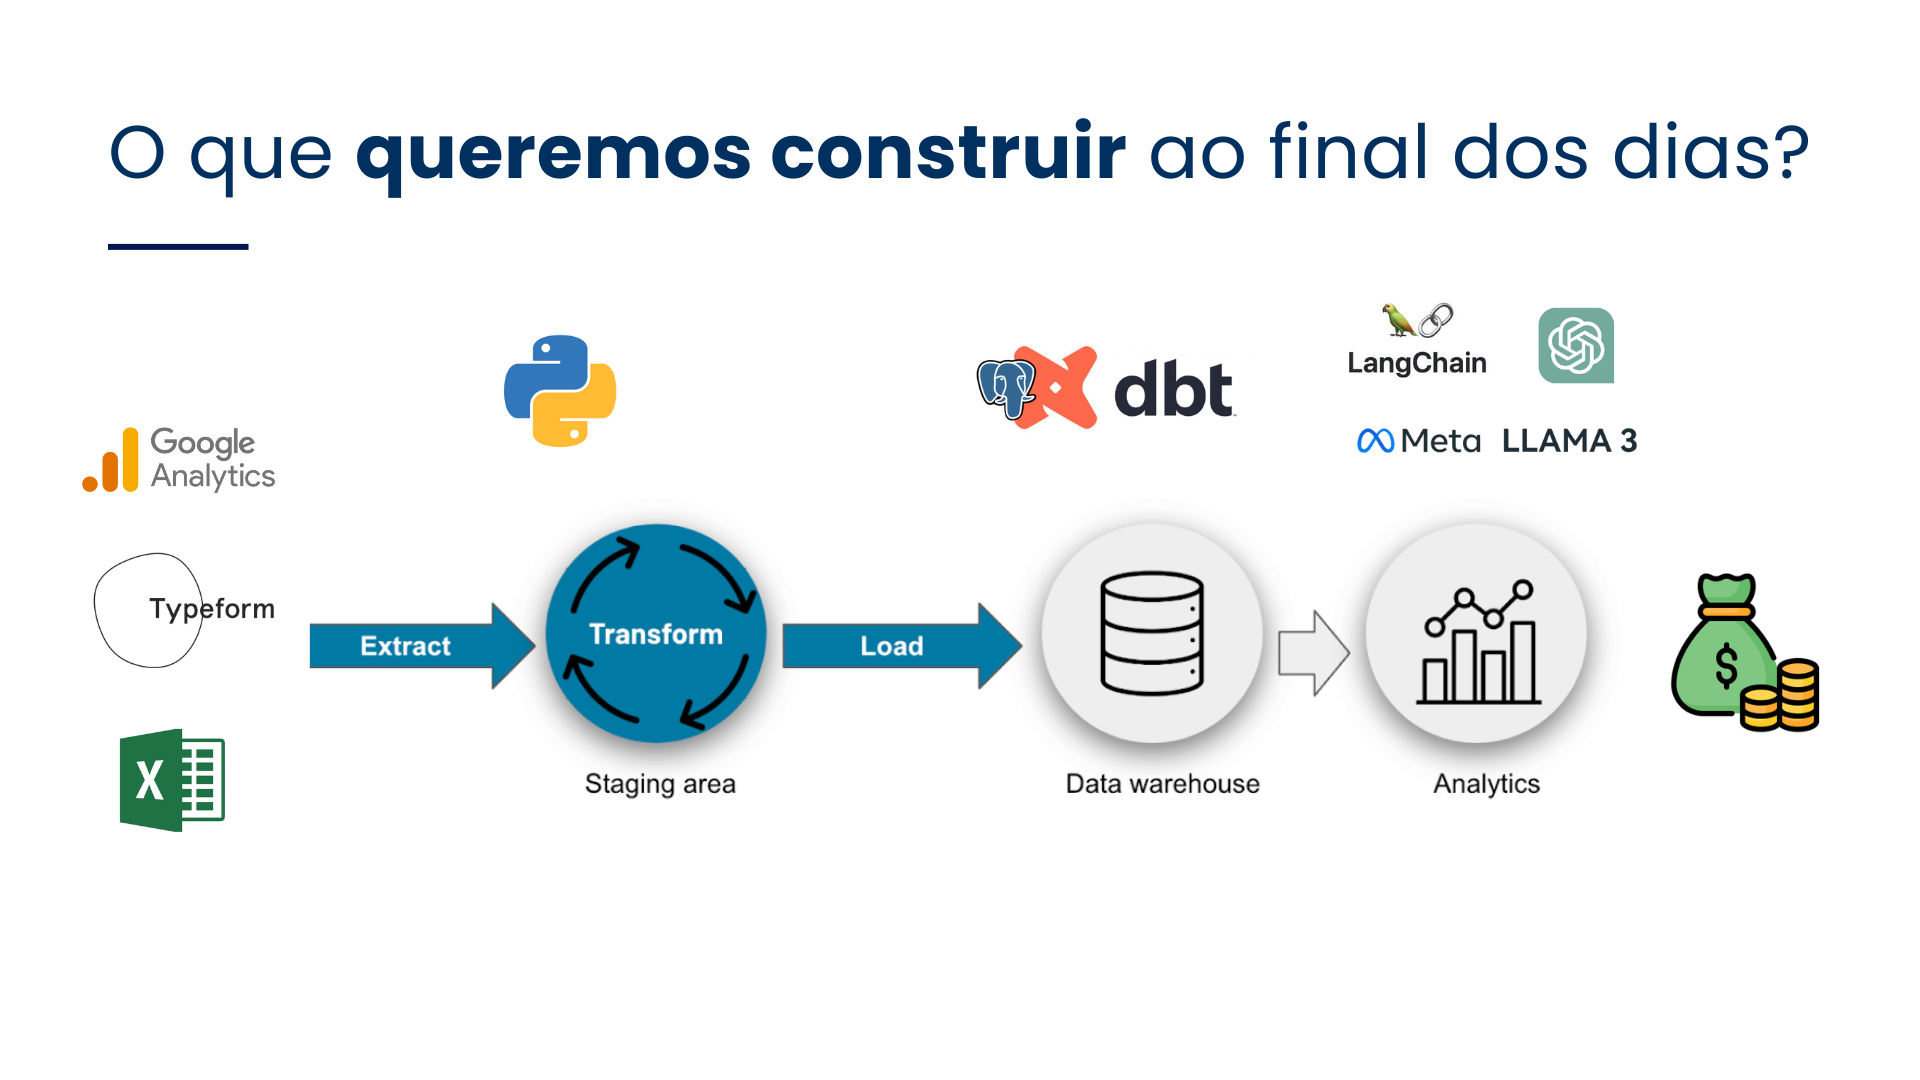 O que queremos construir ao final dos dias?
LangChain
dbt
Google
Analytics
Meta LLAMA 3
Typeform
Extract
Transform
Load
$
X
Staging area
Data warehouse
Analytics